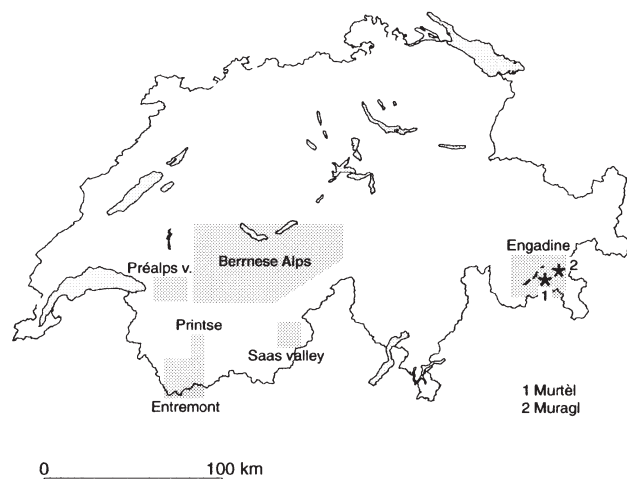 Engadine
2
1
Berrnese Alps
Préalps v.
Printse
Saas valley
Entremont
1 Murtèl
2 Muragl
0 100 km